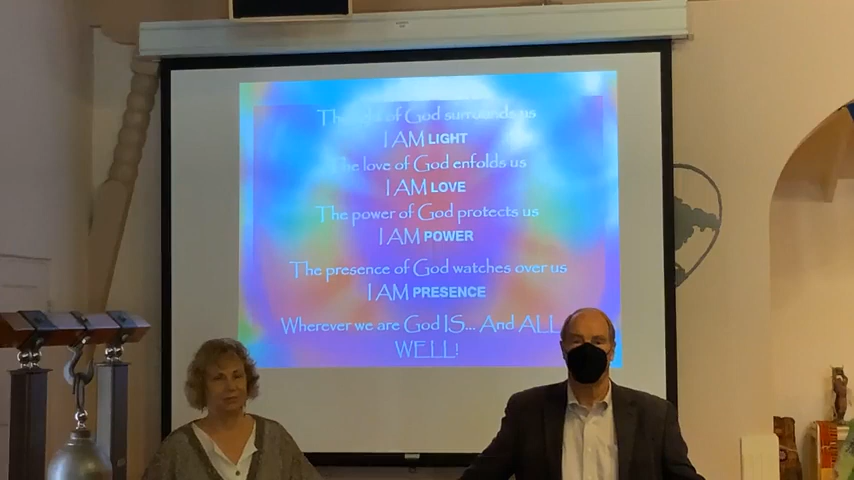 The light of God surrounds us
I AM LIGHT
The love of God enfolds us
I AM LOVE
The power of God protects us
I AM POWER
The presence of God watches over us
I AM PRESENCE
Wherever we are God IS... And ALL
WELL!